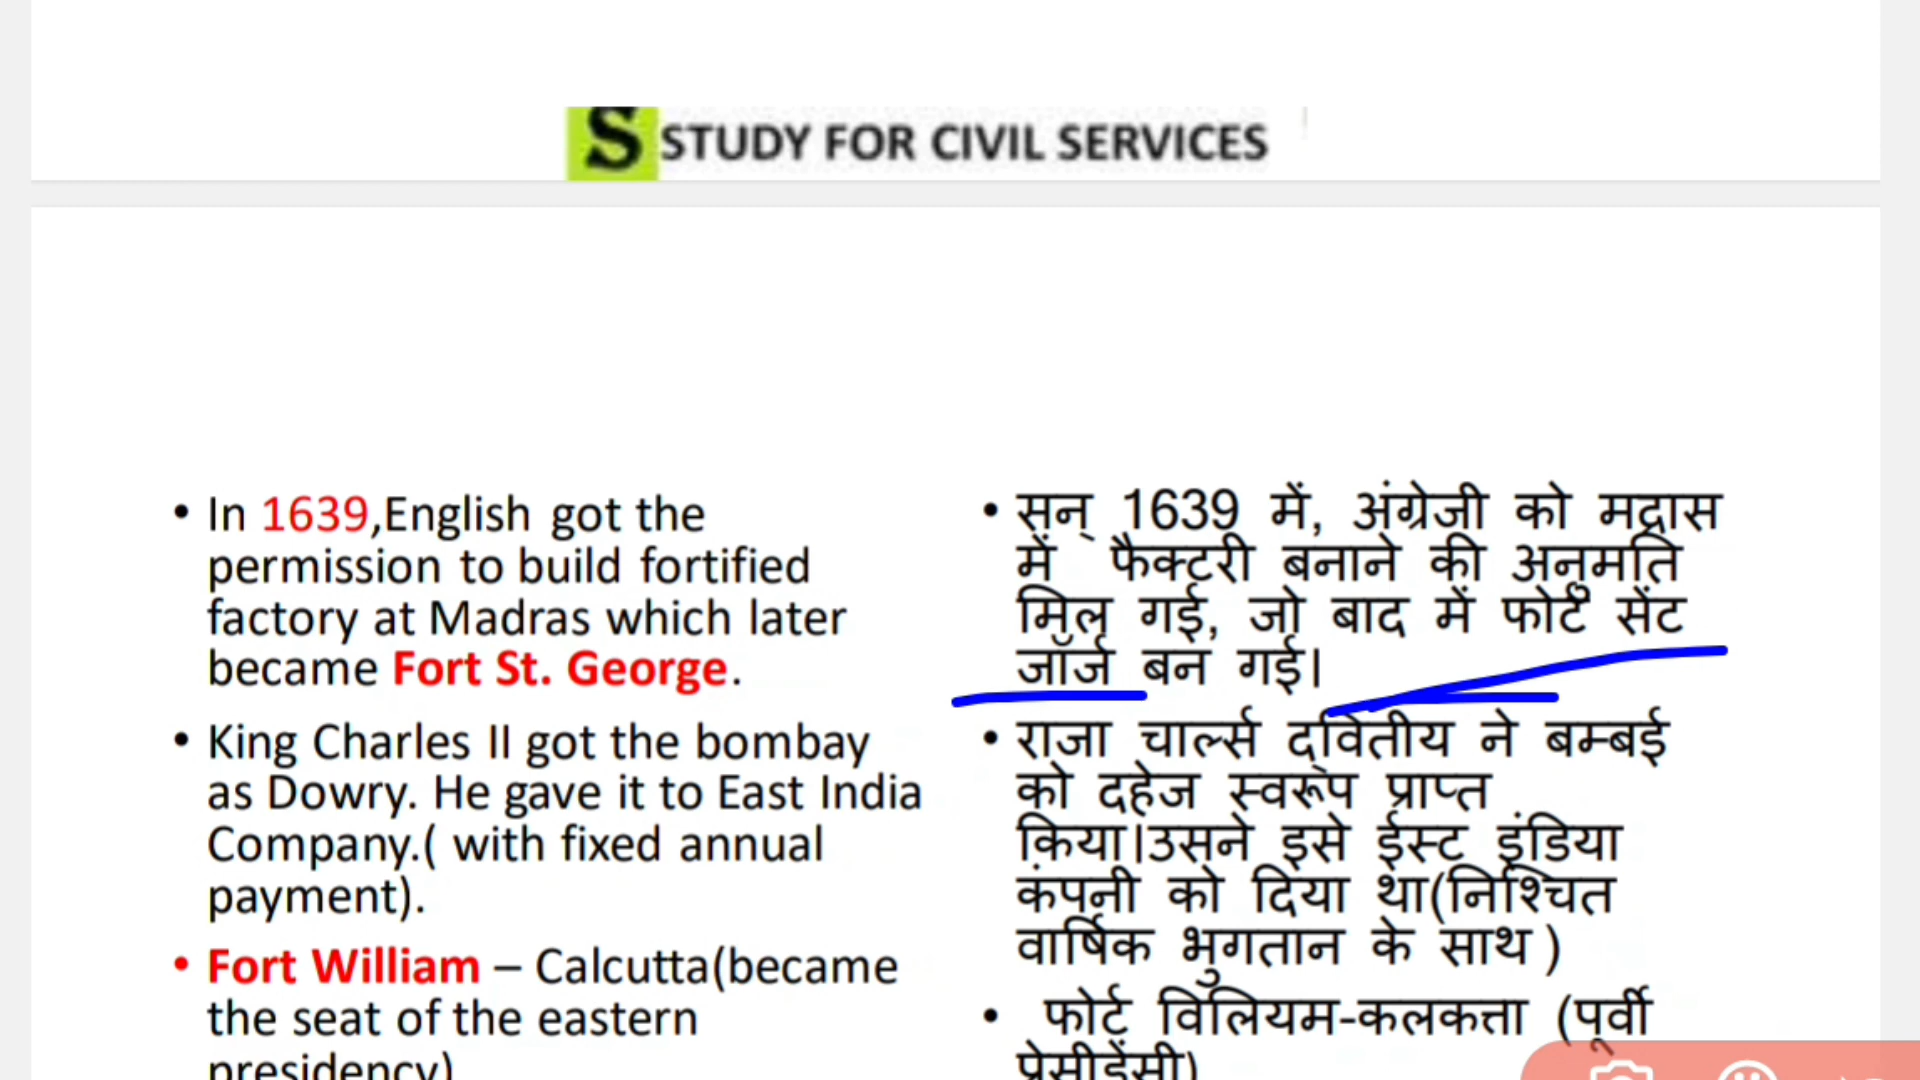 S STUDY FOR CIVIL SERVICES
• In 1639,English got the
permission to build fortified
factory at Madras which later
became Fort St. George.
• King Charles II got the bombay
as Dowry. He gave it to East India
Company.( with fixed annual
payment).
• Fort William – Calcutta(became
the seat of the eastern
presidency)
• सन् 1639 में, अंग्रेजी को मद्रास
में फैक्टरी बनाने की अनुमति
मिल गई, जो बाद में फोर्ट सेंट
जॉर्ज बन गई।
• राजा चार्ल्स द्वितीय ने बम्बई
को दहेज स्वरूप प्राप्त
किया।उसने इसे ईस्ट इंडिया
कंपनी को दिया था(निश्चित
वार्षिक भुगतान के साथ )
• फोर्ट विलियम-कलकत्ता (पूर्वी
प्रेसीडेंसी)